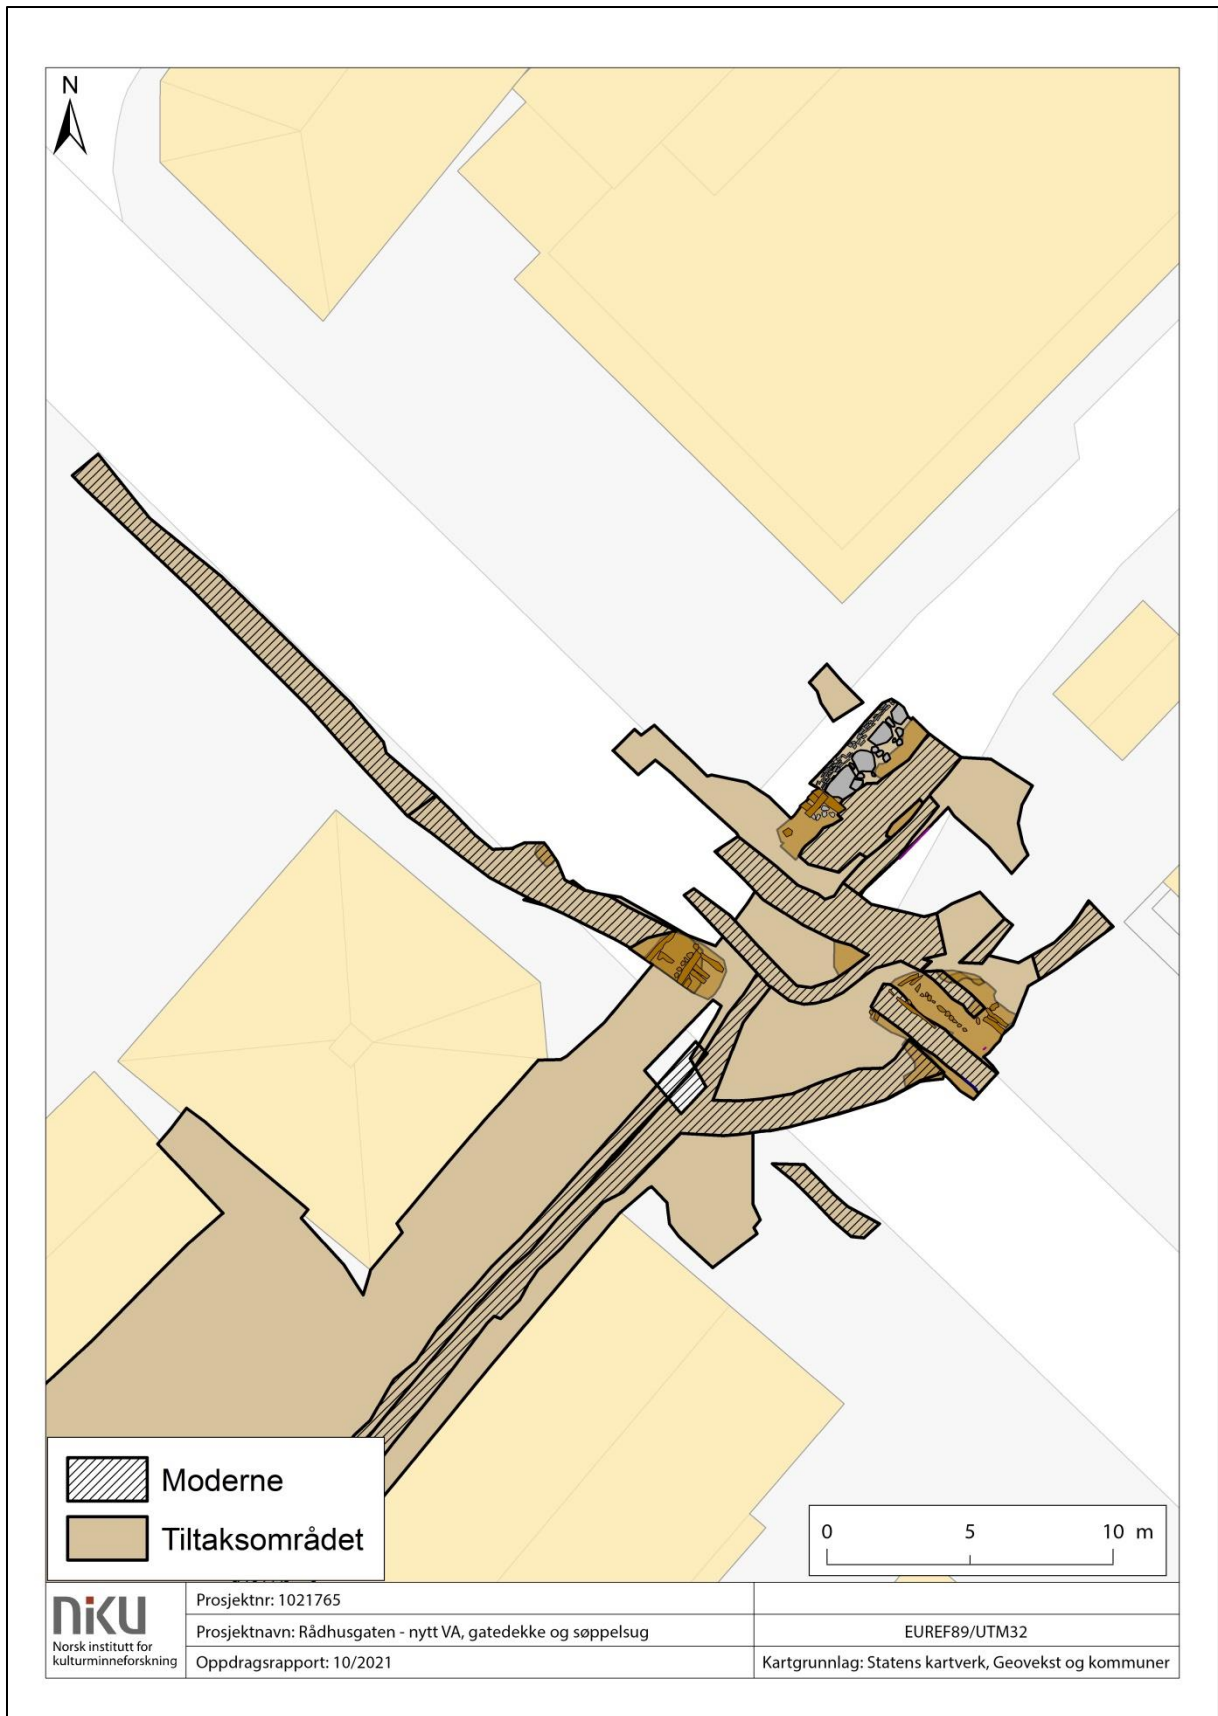 N
Moderne
Tiltaksområdet
0 5 10 m
niku
Norsk institutt for
kulturminneforskning
Prosjektnr: 1021765
Prosjektnavn: Rådhusgaten - nytt VA, gatedekke og søppelsug
EUREF89/UTM32
Oppdragsrapport: 10/2021
Kartgrunnlag: Statens kartverk, Geovekst og kommuner